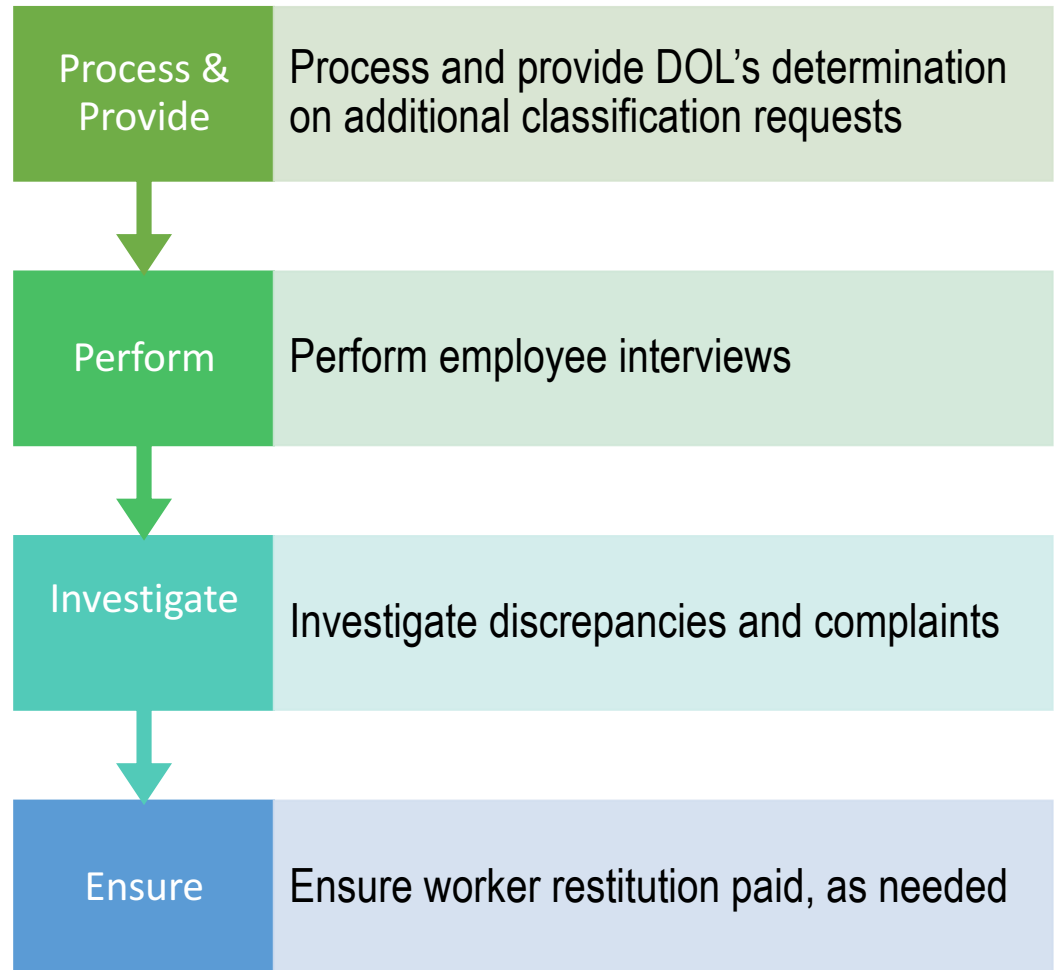 Process &
Provide
Process and provide DOL’s determination
on additional classification requests
Perform
Perform employee interviews
Investigate
Investigate discrepancies and complaints
Ensure
Ensure worker restitution paid, as needed